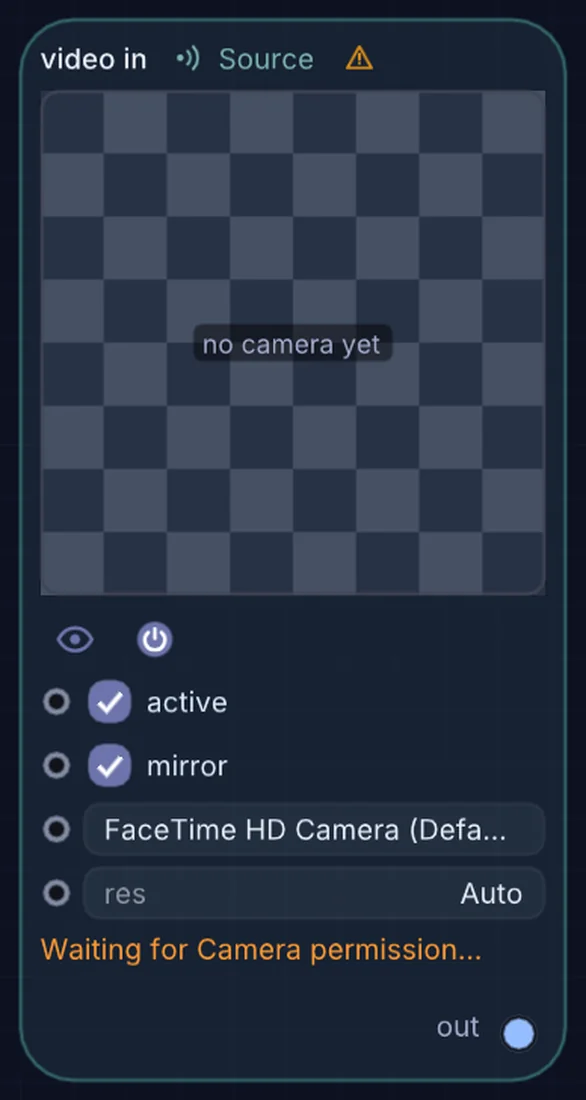 video in Source
no camera yet
active
mirror
FaceTime HD Camera (Defa...
res Auto
Waiting for Camera permission...
out